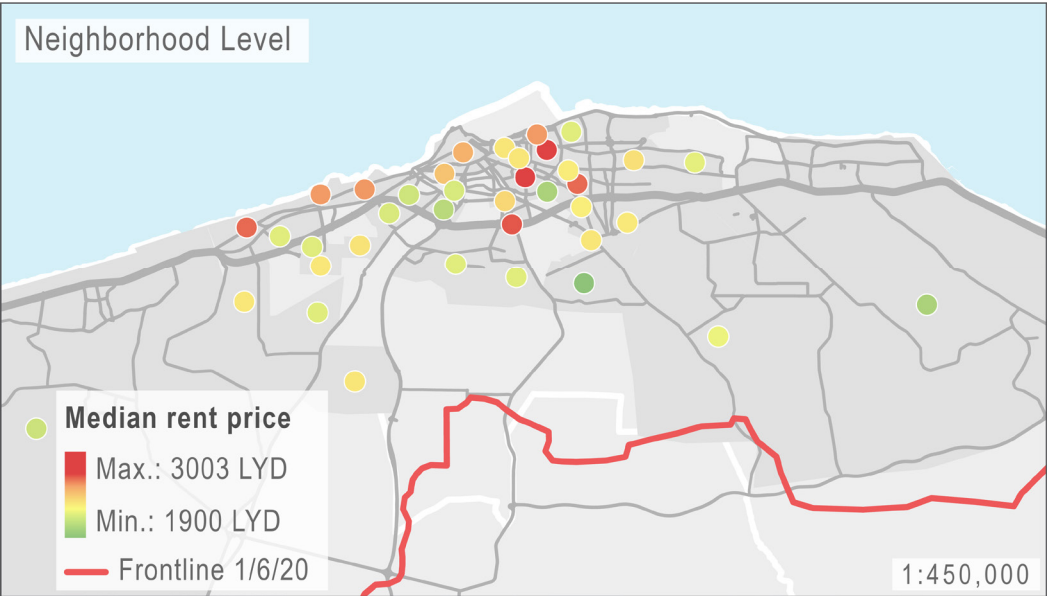 Neighborhood Level
Median rent price
Max.: 3003 LYD
Min.: 1900 LYD
Frontline 1/6/20
1:450,000